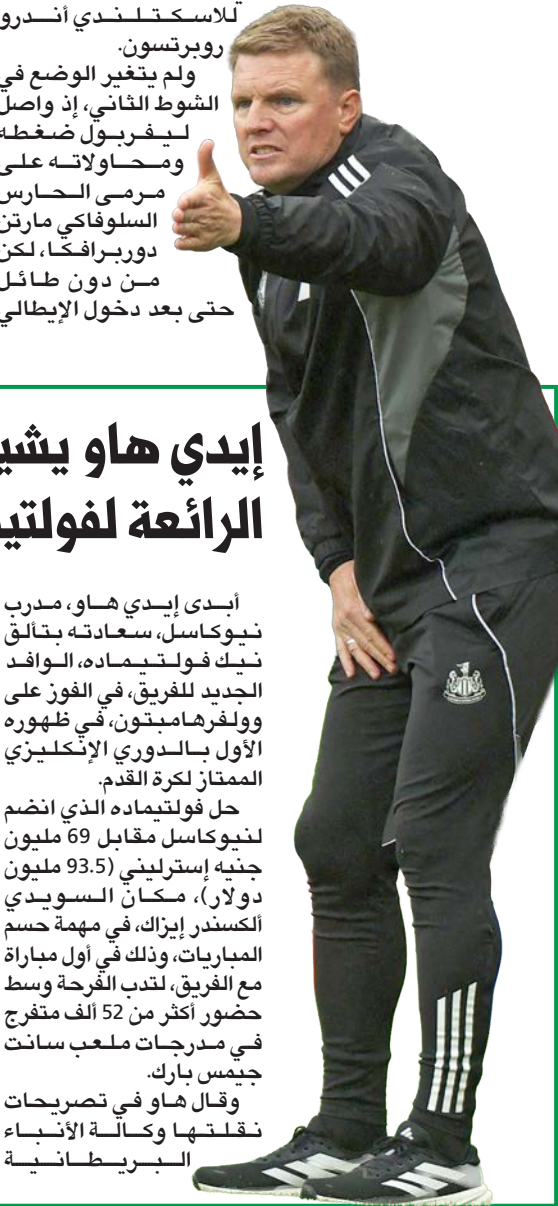 للاسكتلندي أندرو
روبرتسون.
ولم يتغير الوضع في
الشوط الثاني، إذ واصل
ليفربول ضغطه
ومحاولاته على
مرمى الحارس
السلوفاكي مارتن
دوربرافكا، لكن
من دون طائل
حتى بعد دخول الإيطالي
إيدي هاو يشي
الرائعة لفولتي
أبدى إيدي هاو، مدرب
نيوكاسل، سعادته بتألق
نيك فولتيماده، الوافد
الجديد للفريق، في الفوز على
وولفرهامبتون، في ظهوره
الأول بالدوري الإنكليزي
الممتاز لكرة القدم.
حل فولتيماده الذي انضم
لنيوكاسل مقابل 69 مليون
جنيه إسترليني (93.5 مليون
دولار)، مكان السويدي
ألكسندر إيزاك، في مهمة حسم
المباريات، وذلك في أول مباراة
مع الفريق، لتدب الفرحة وسط
حضور أكثر من 52 ألف متفرج
في مدرجات ملعب سانت
جيمس بارك.
وقال هاو في تصريحات
نقلتها وكالة الأنباء
البريطانية